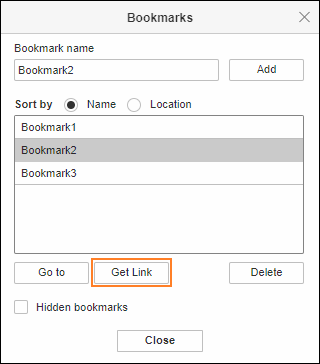 Bookmarks
Bookmark name
Bookmark2 Add
Sort by Name Location
Bookmark1
Bookmark2
Bookmark3
Go to Get Link Delete
Hidden bookmarks
Close